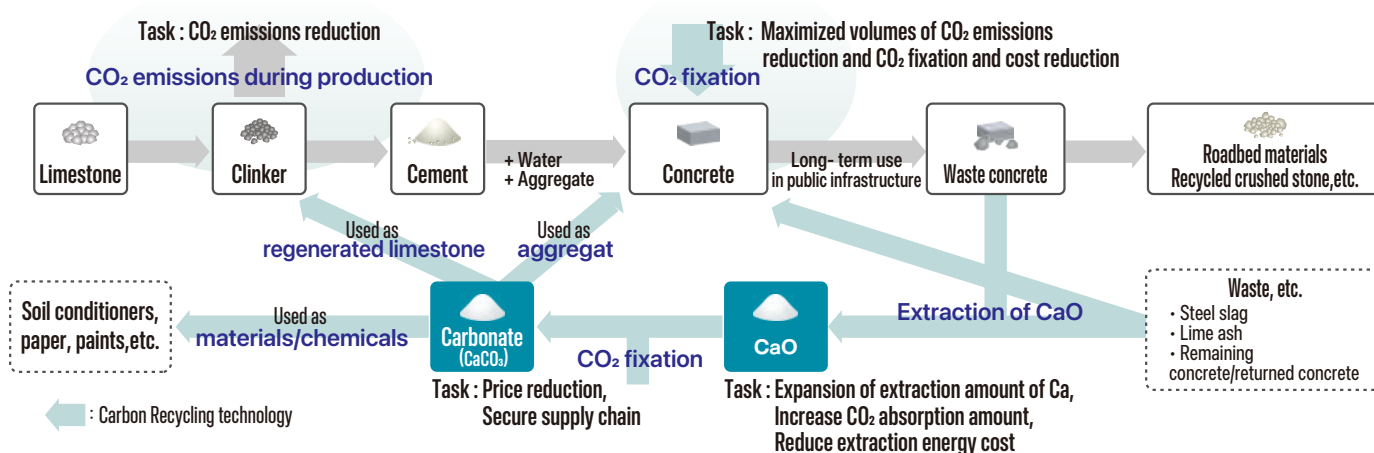 Task : CO₂ emissions reduction
CO₂ emissions during production
Task : Maximized volumes of CO₂ emissions
reduction and CO₂ fixation and cost reduction
CO₂ fixation
Limestone
Clinker
Cement
+ Water
+ Aggregate
Concrete
Long- term use
in public infrastructure
Waste concrete
Roadbed materials
Recycled crushed stone,etc.
Used as
regenerated limestone
Used as
aggregat
Soil conditioners,
paper, paints,etc.
Used as
materials/chemicals
Carbonate
(CaCO₃)
CO₂ fixation
CaO
Extraction of CaO
Waste, etc.
・Steel slag
・Lime ash
・Remaining
concrete/returned concrete
Task : Price reduction,
Secure supply chain
Task : Expansion of extraction amount of Ca,
Increase CO₂ absorption amount,
Reduce extraction energy cost
: Carbon Recycling technology